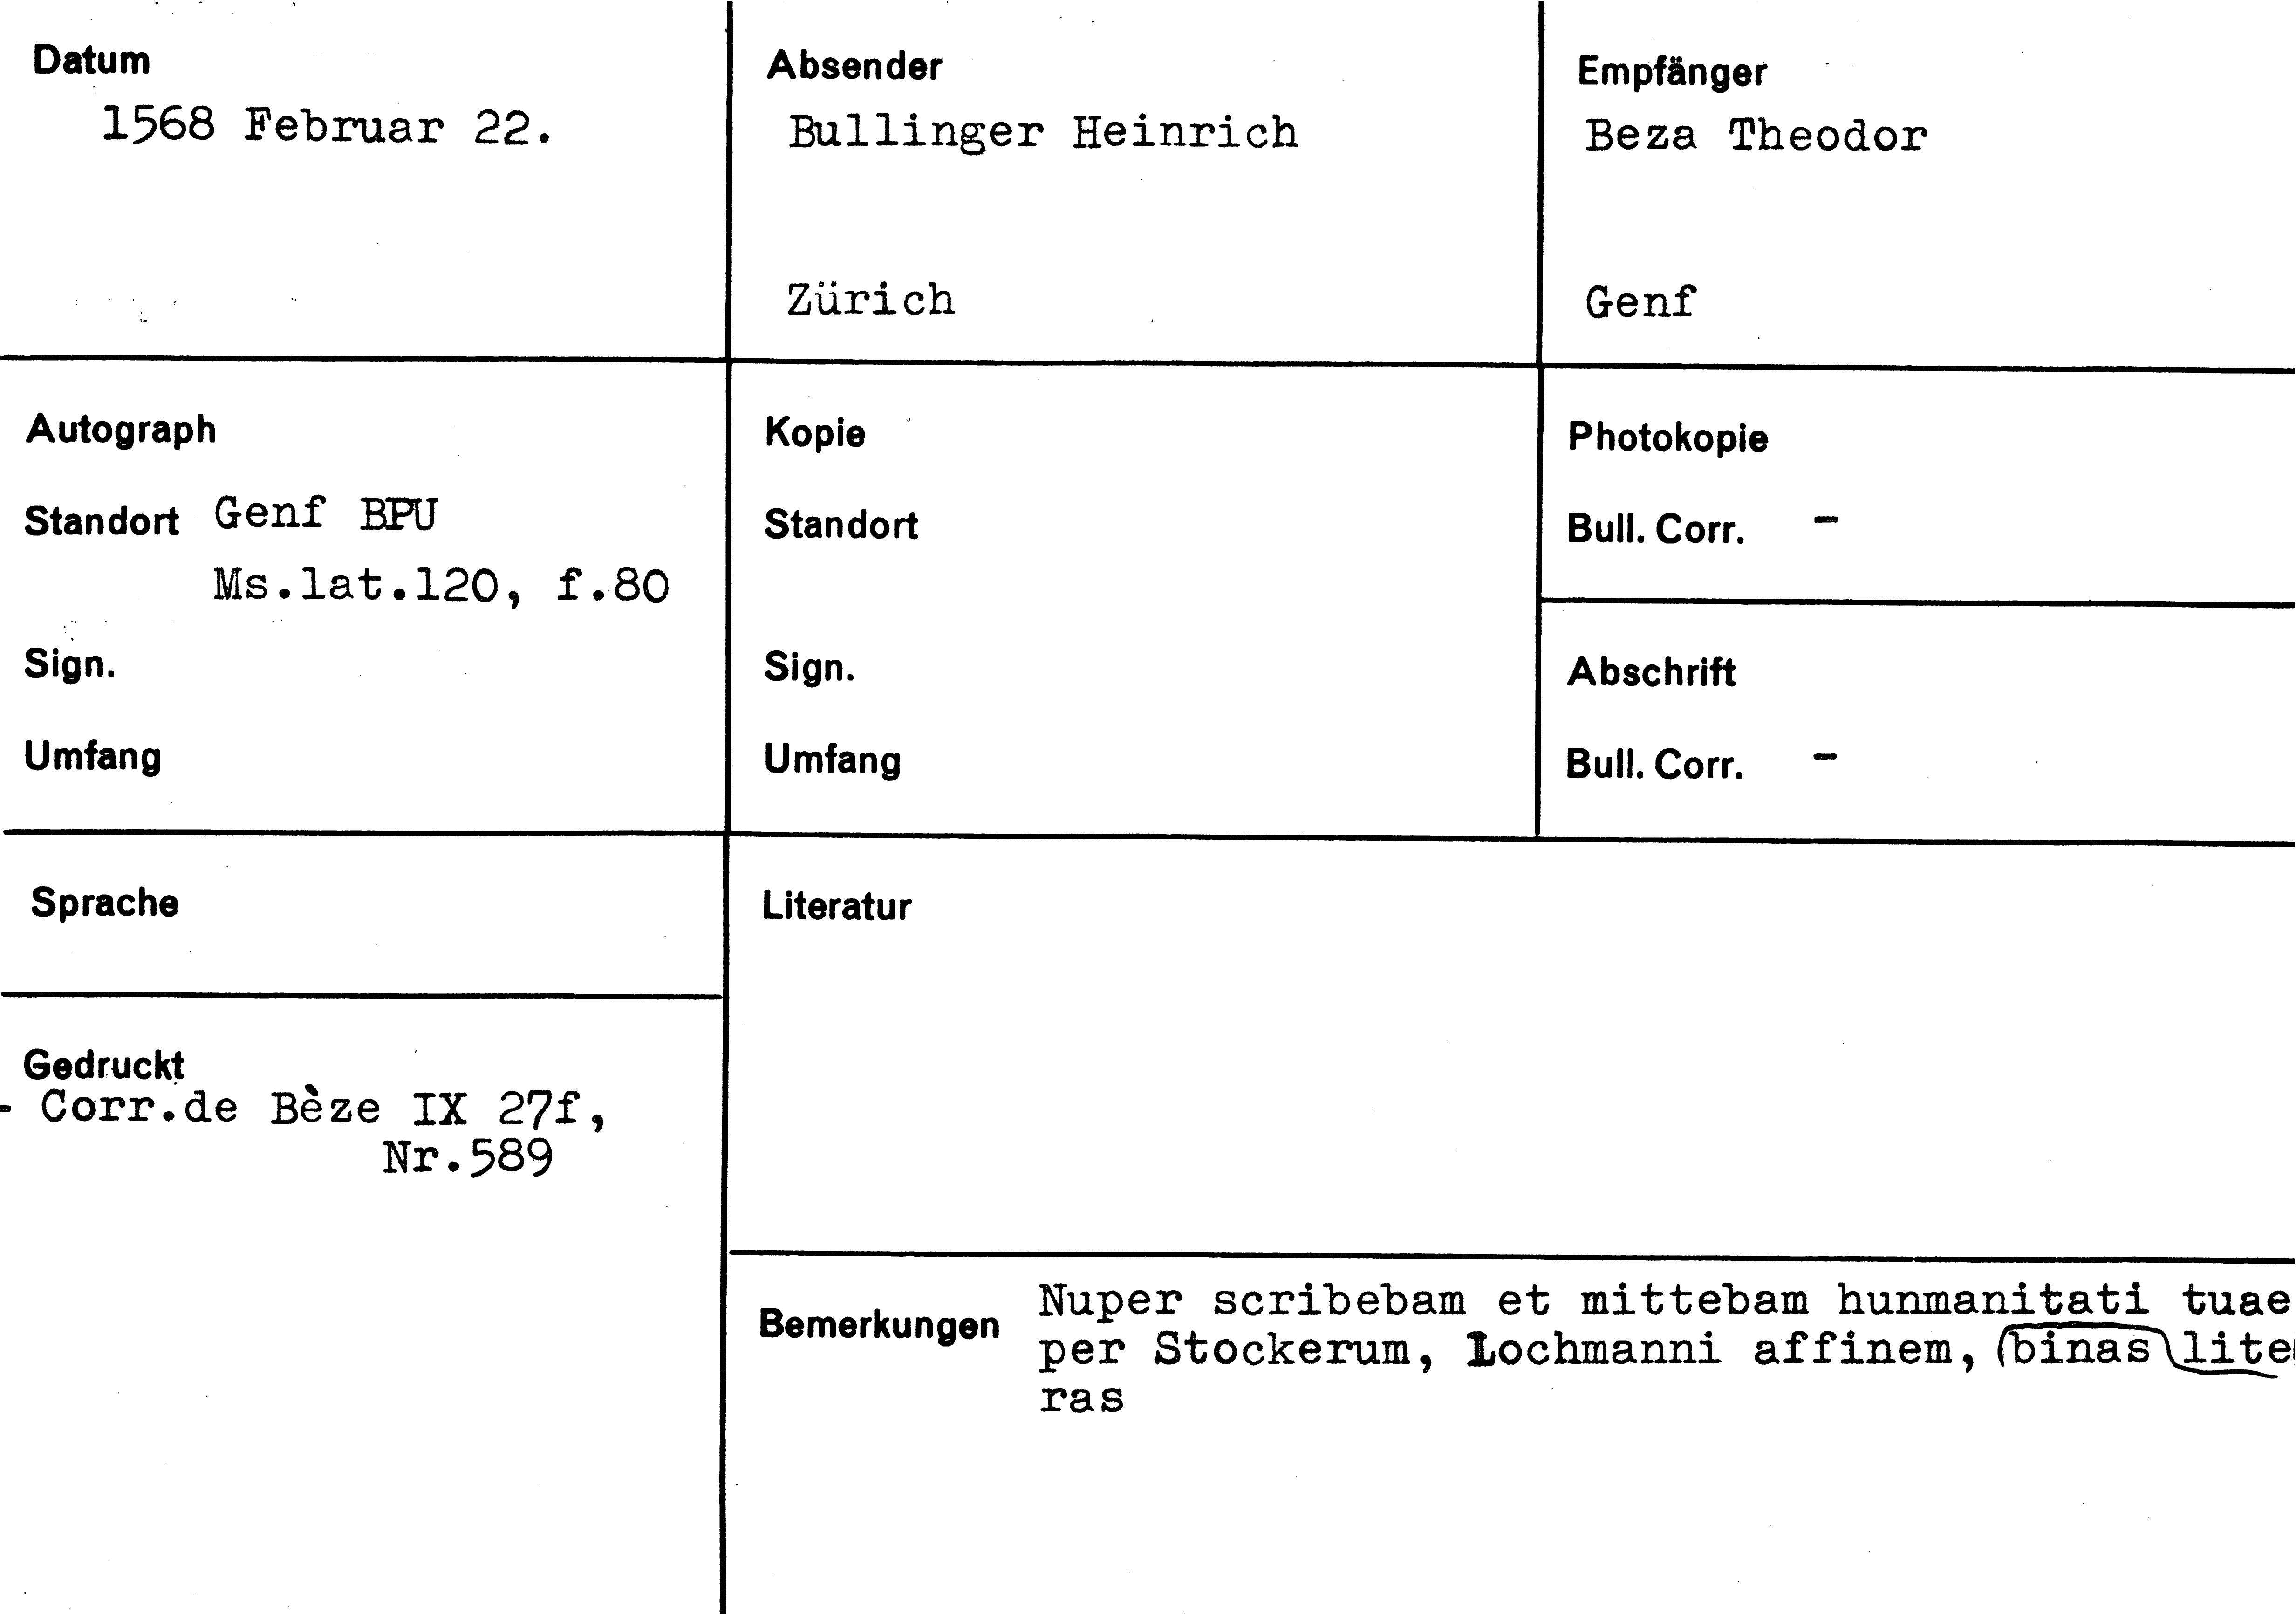 Datum
1568 Februar 22.
Absender
Bullinger Heinrich
Zürich
Empfänger
Beza Theodor
Genf
Autograph
Standort Genf BPU
Ms.lat.120, f.80
Sign.
Umfang
Kopie
Standort
Sign.
Umfang
Photokopie
Bull. Corr. -
Abschrift
Bull. Corr. -
Sprache
Gedruckt
- Corr.de Bèze IX 27f,
Nr.589
Literatur
Bemerkungen
Nuper scribebam et mittebam hunmanitati tuae
per Stockerum, Lochmanni affinem, binas lite
ras